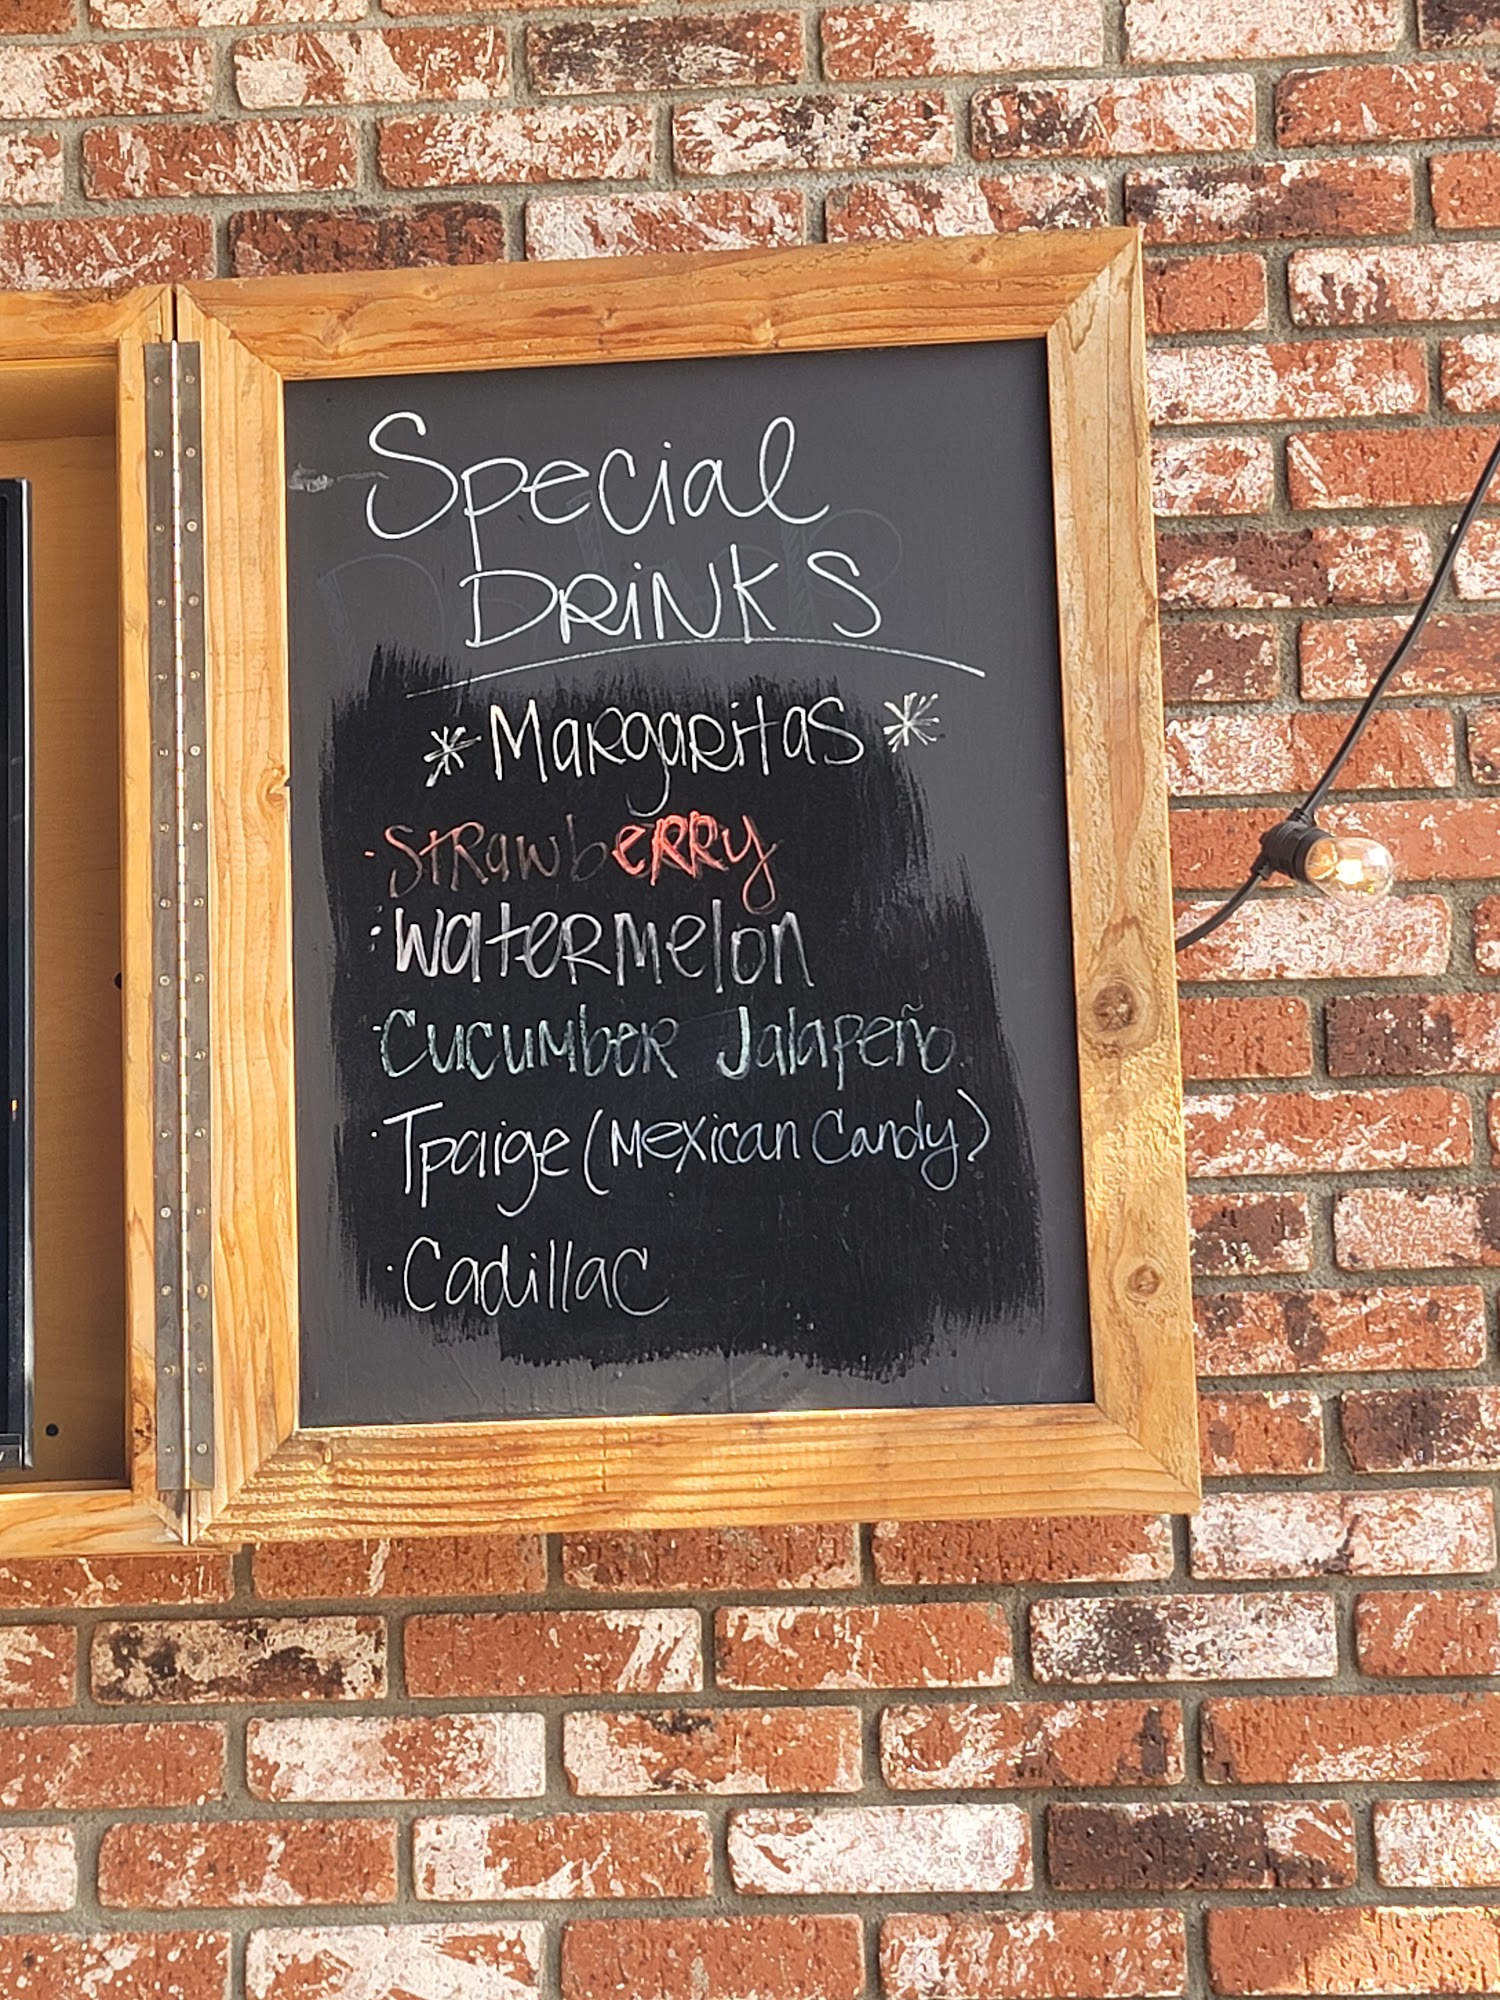 Special
DRiNKS
* MaRgaRitaS *
· StRawbeRRy
· WateRMelon
· CucuMbeR Jalapeño
· Tpaige (Mexican Candy)
· Cadillac